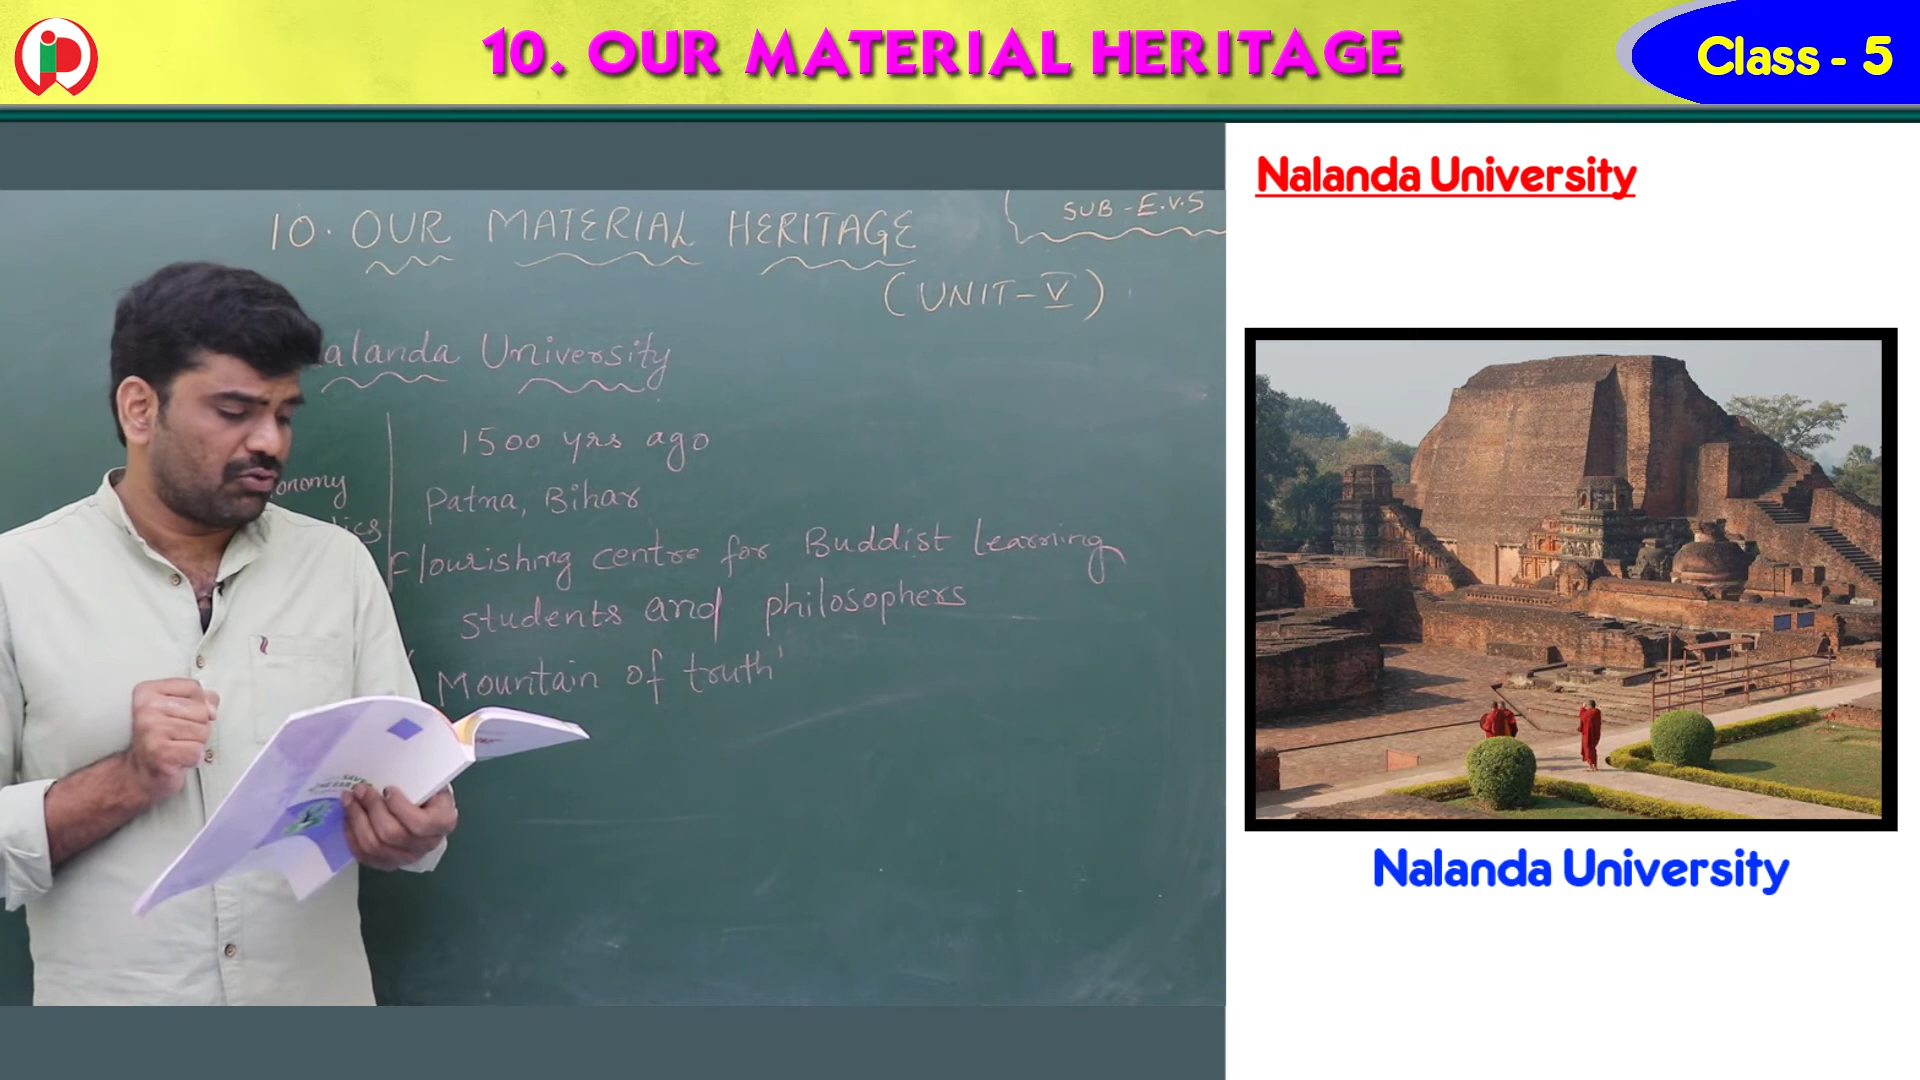 10. OUR MATERIAL HERITAGE
Class - 5
10. OUR MATERIAL HERITAGE
SUB - E.V.S
(UNIT - V)
alanda University
1500 yrs ago
onomy
Patna, Bihar
ics
Flourishing centre for Buddist learning
students and philosophers
'Mountain of truth'
Nalanda University
Nalanda University